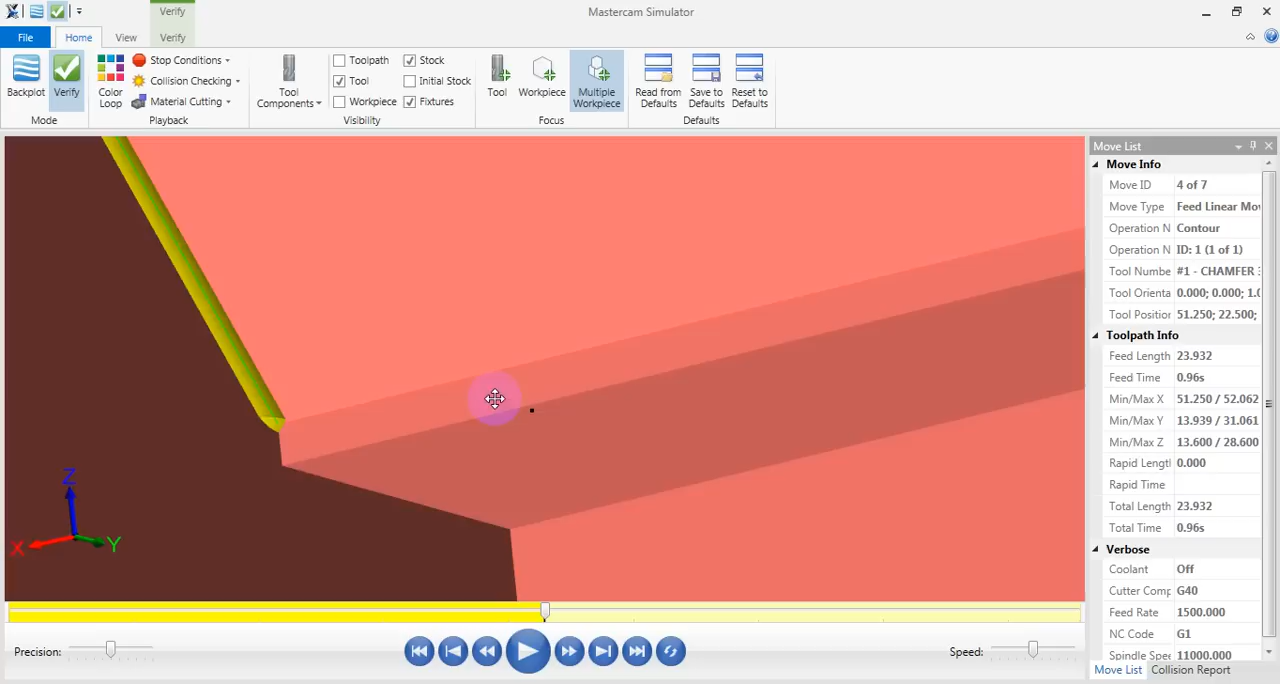 Verify
Mastercam Simulator
File
Home
View
Verify
Backplot
Verify
Mode
Color Loop
Stop Conditions
Collision Checking
Material Cutting
Playback
Tool Components
Toolpath
Tool
Workpiece
Stock
Initial Stock
Fixtures
Visibility
Tool
Workpiece
Multiple Workpiece
Focus
Read from Defaults
Save to Defaults
Reset to Defaults
Defaults
Z
X
Y
Move List
Move Info
Move ID 4 of 7
Move Type Feed Linear Mov
Operation N Contour
Operation N ID: 1 (1 of 1)
Tool Numbe #1 - CHAMFER
Tool Orienta 0.000; 0.000; 1.0
Tool Position 51.250; 22.500;
Toolpath Info
Feed Length 23.932
Feed Time 0.96s
Min/Max X 51.250 / 52.062
Min/Max Y 13.939 / 31.061
Min/Max Z 13.600 / 28.600
Rapid Lengt 0.000
Rapid Time
Total Length 23.932
Total Time 0.96s
Verbose
Coolant Off
Cutter Comp G40
Feed Rate 1500.000
NC Code G1
Spindle Spee 11000.000
Move List
Collision Report
Precision:
Speed: